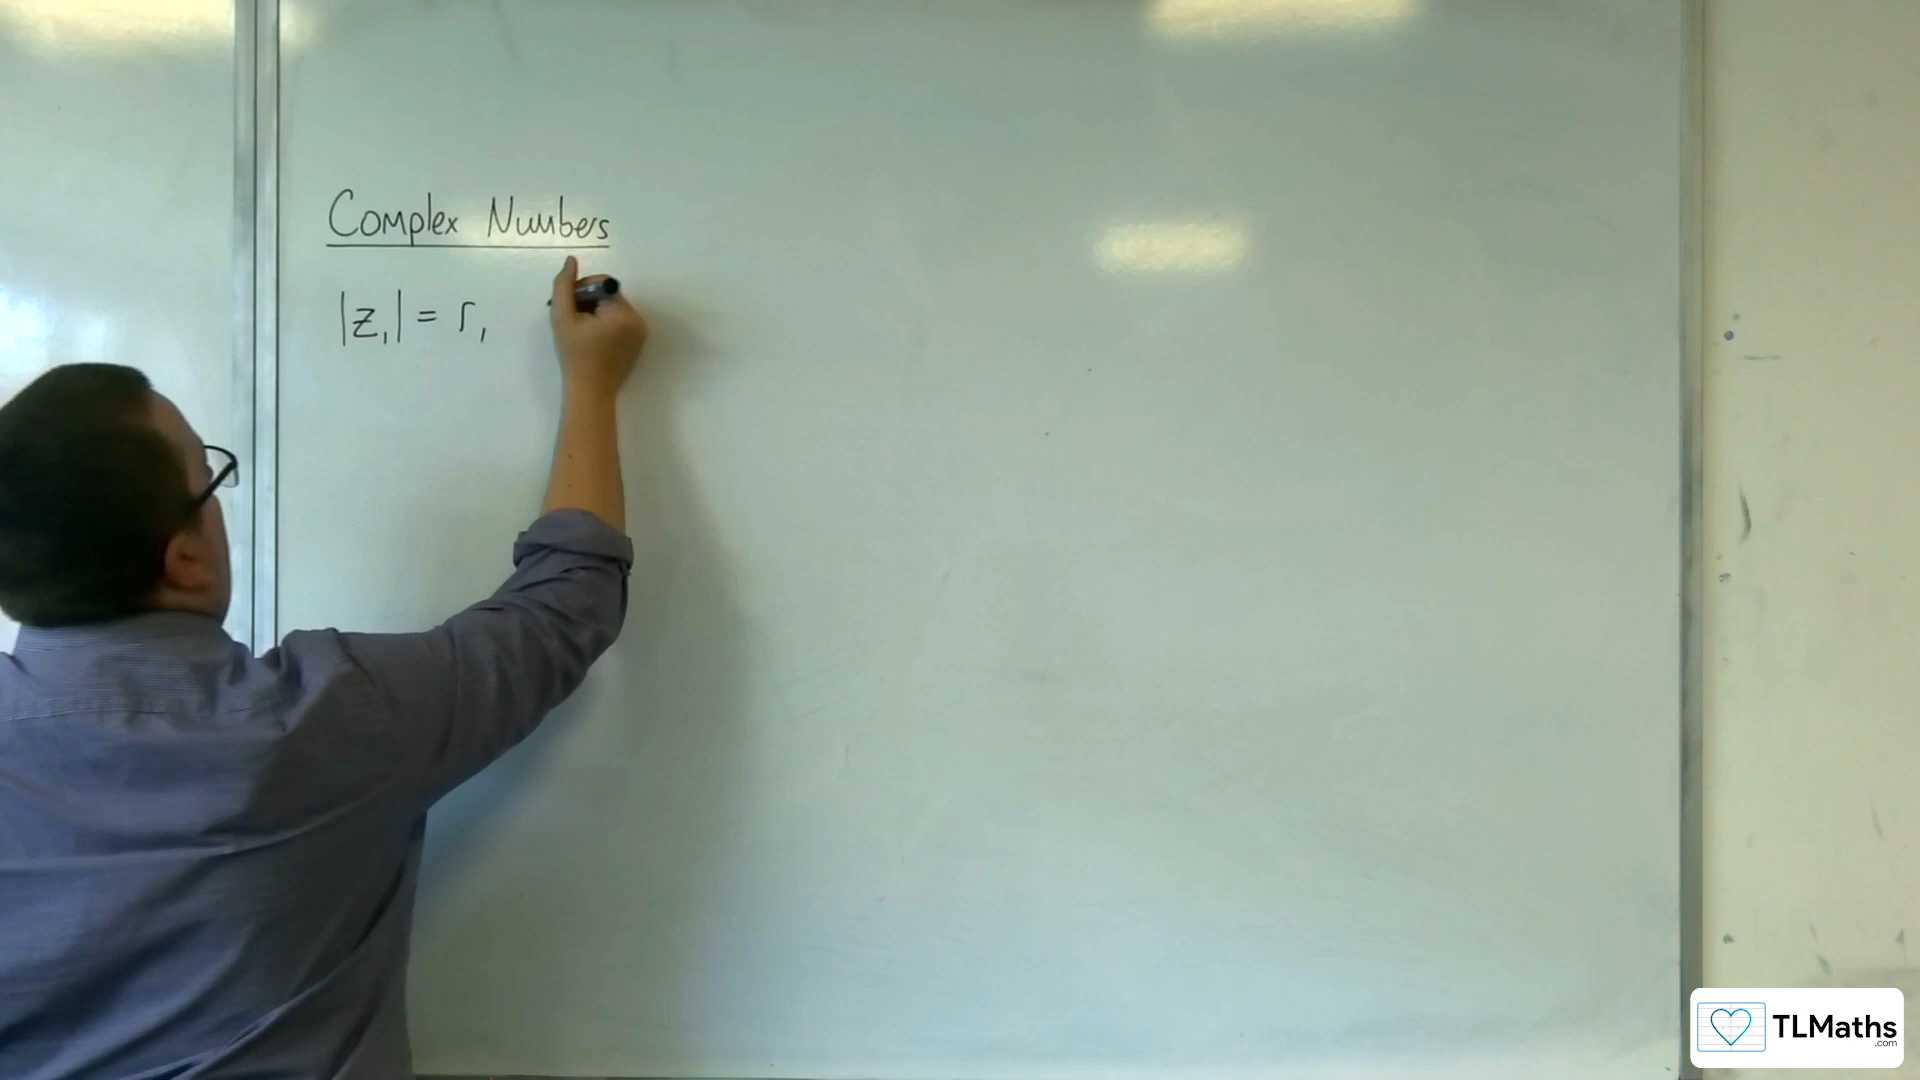 Complex Numbers
|z₁| = r₁
TLMaths
.com